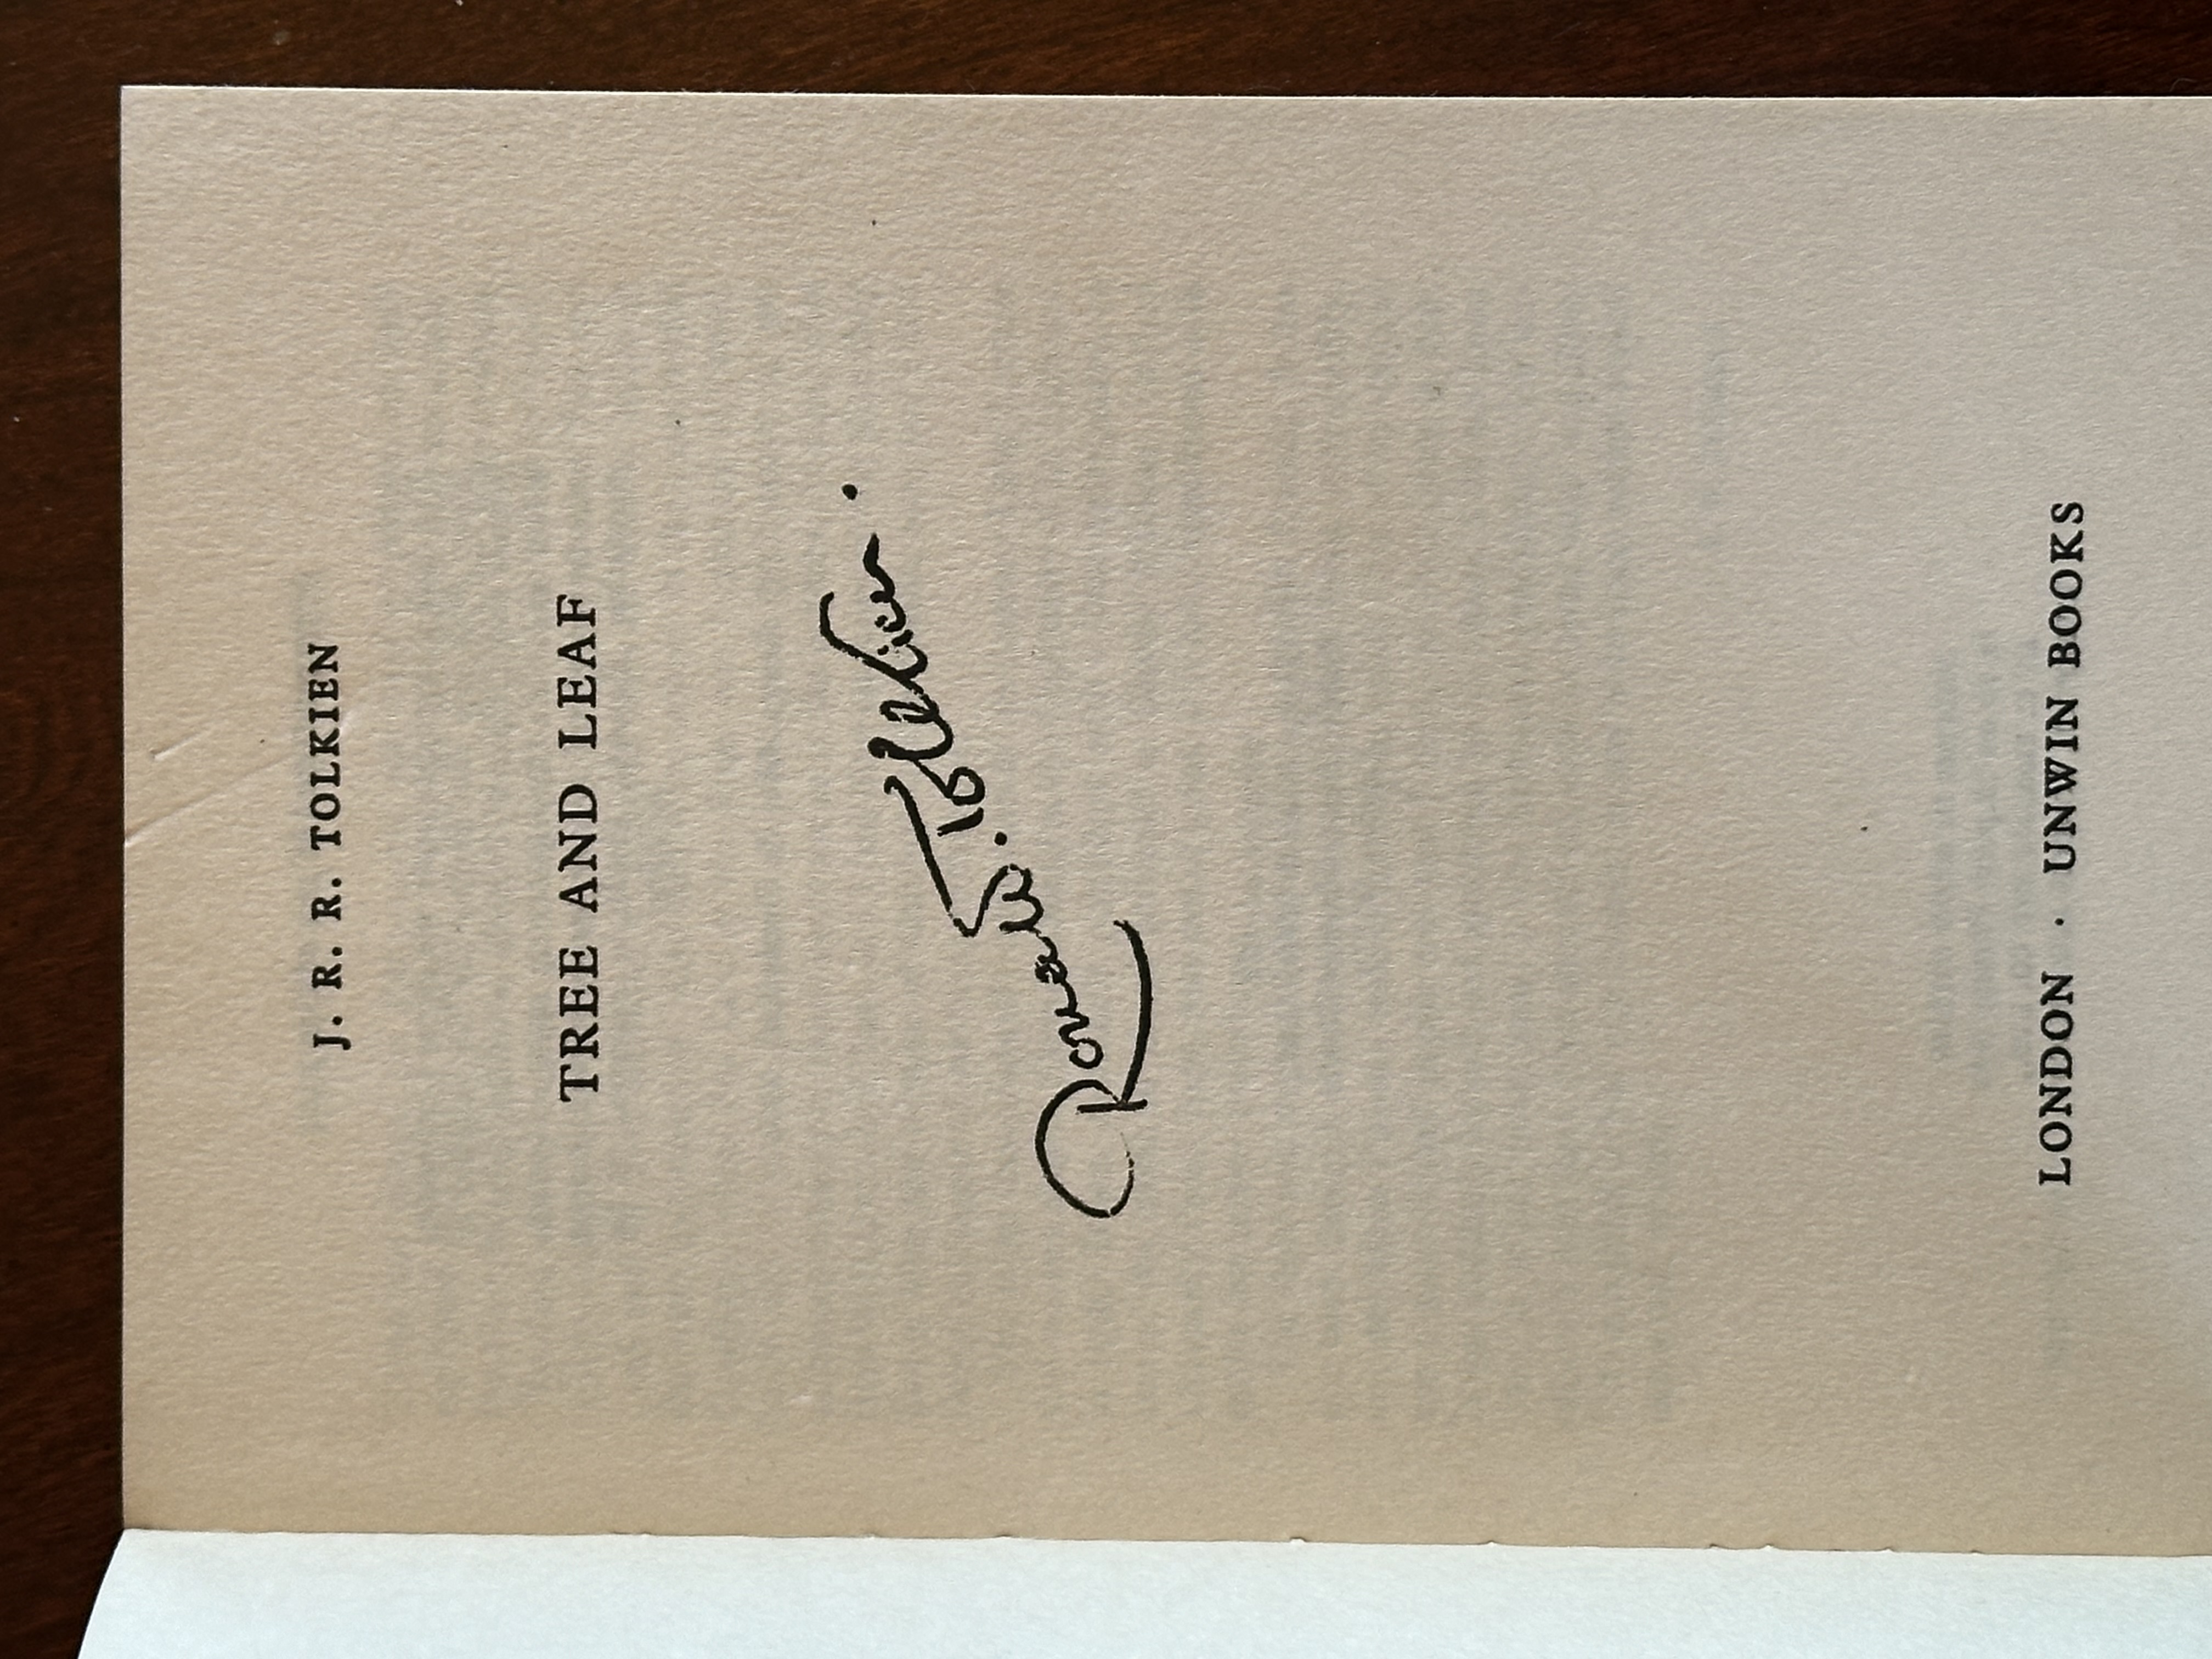 J. R. R. TOLKIEN
TREE AND LEAF
Ronald Tolkien.
LONDON · UNWIN BOOKS